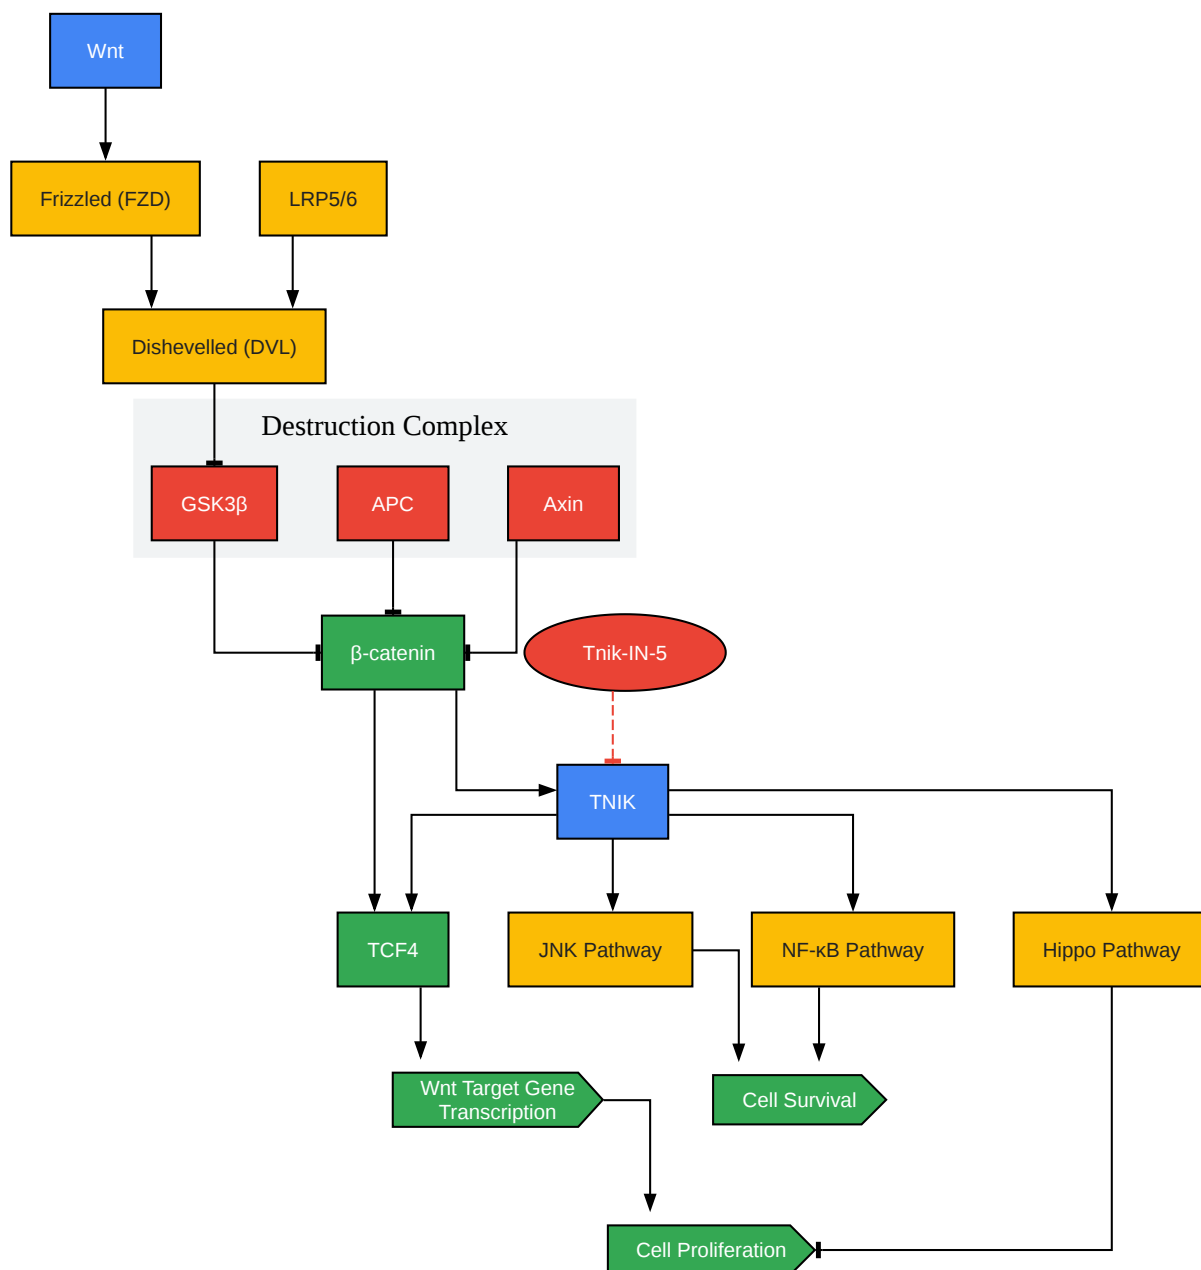 Wnt
Frizzled (FZD)
LRP5/6
Dishevelled (DVL)
Destruction Complex
GSK3β
APC
Axin
β-catenin
Tnik-IN-5
TNIK
TCF4
JNK Pathway
NF-κB Pathway
Hippo Pathway
Wnt Target Gene
Transcription
Cell Survival
Cell Proliferation